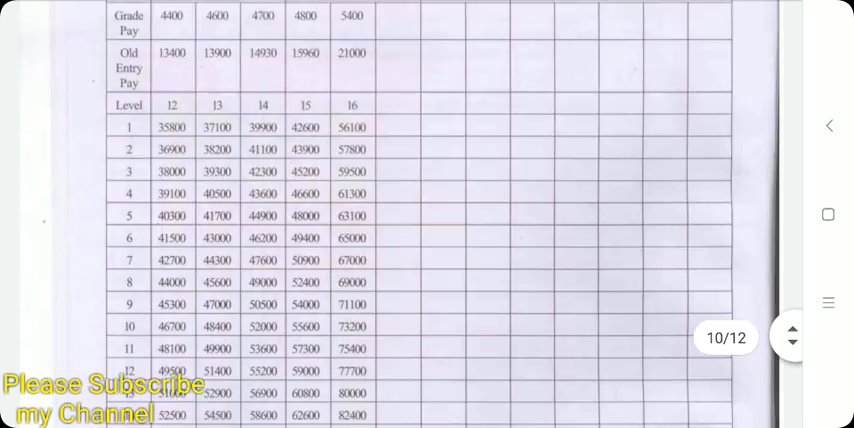 Grade Pay 4400 4600 4700 4800 5400
Old Entry Pay 13400 13900 14930 15960 21000
Level 12 13 14 15 16
1 35800 37100 39900 42600 56100
2 36900 38200 41100 43900 57800
3 38000 39300 42300 45200 59500
4 39100 40500 43600 46600 61300
5 40300 41700 44900 48000 63100
6 41500 43000 46200 49400 65000
7 42700 44300 47600 50900 67000
8 44000 45600 49000 52400 69000
9 45300 47000 50500 54000 71100
10 46700 48400 52000 55600 73200
11 48100 49900 53600 57300 75400
12 49500 51400 55200 59000 77700
52900 56900 60800 80000
52500 54500 58600 62600 82400
10/12
Please Subscribe
my Channel